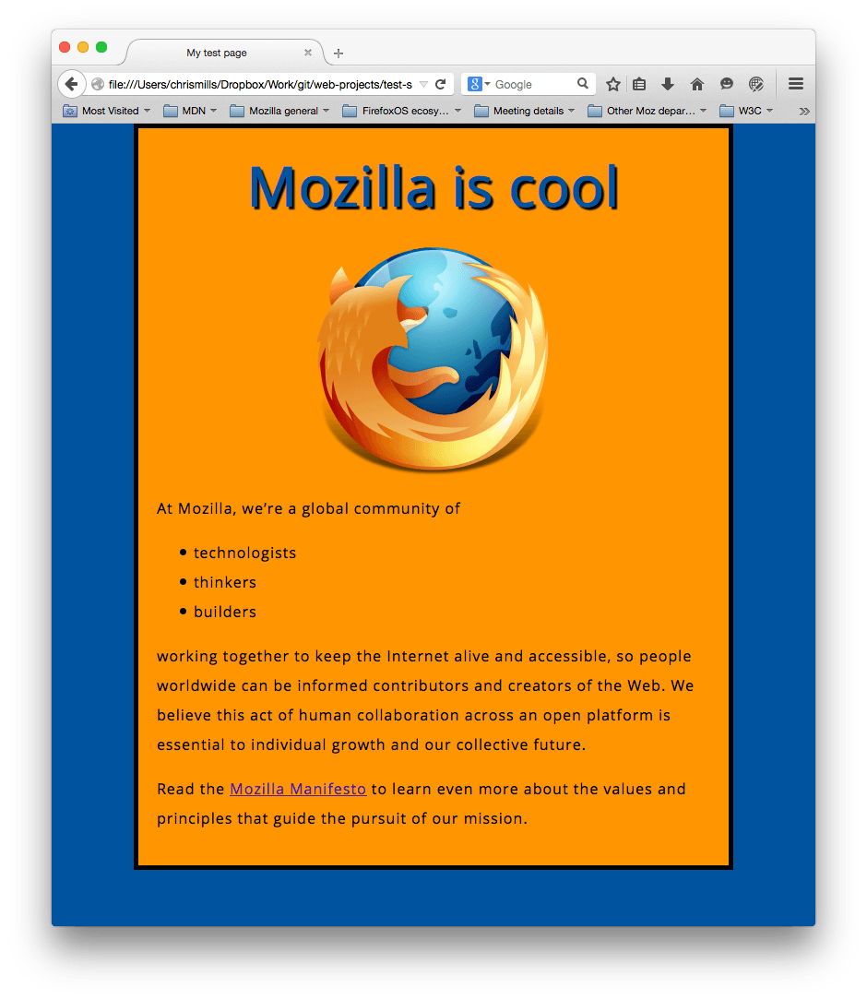 My test page
file:///Users/chrismills/Dropbox/Work/git/web-projects/test-s
Google
Most Visited
MDN
Mozilla general
FirefoxOS ecosy...
Meeting details
Other Moz depar...
W3C
Mozilla is cool
At Mozilla, we’re a global community of
technologists
thinkers
builders
working together to keep the Internet alive and accessible, so people
worldwide can be informed contributors and creators of the Web. We
believe this act of human collaboration across an open platform is
essential to individual growth and our collective future.
Read the Mozilla Manifesto to learn even more about the values and
principles that guide the pursuit of our mission.